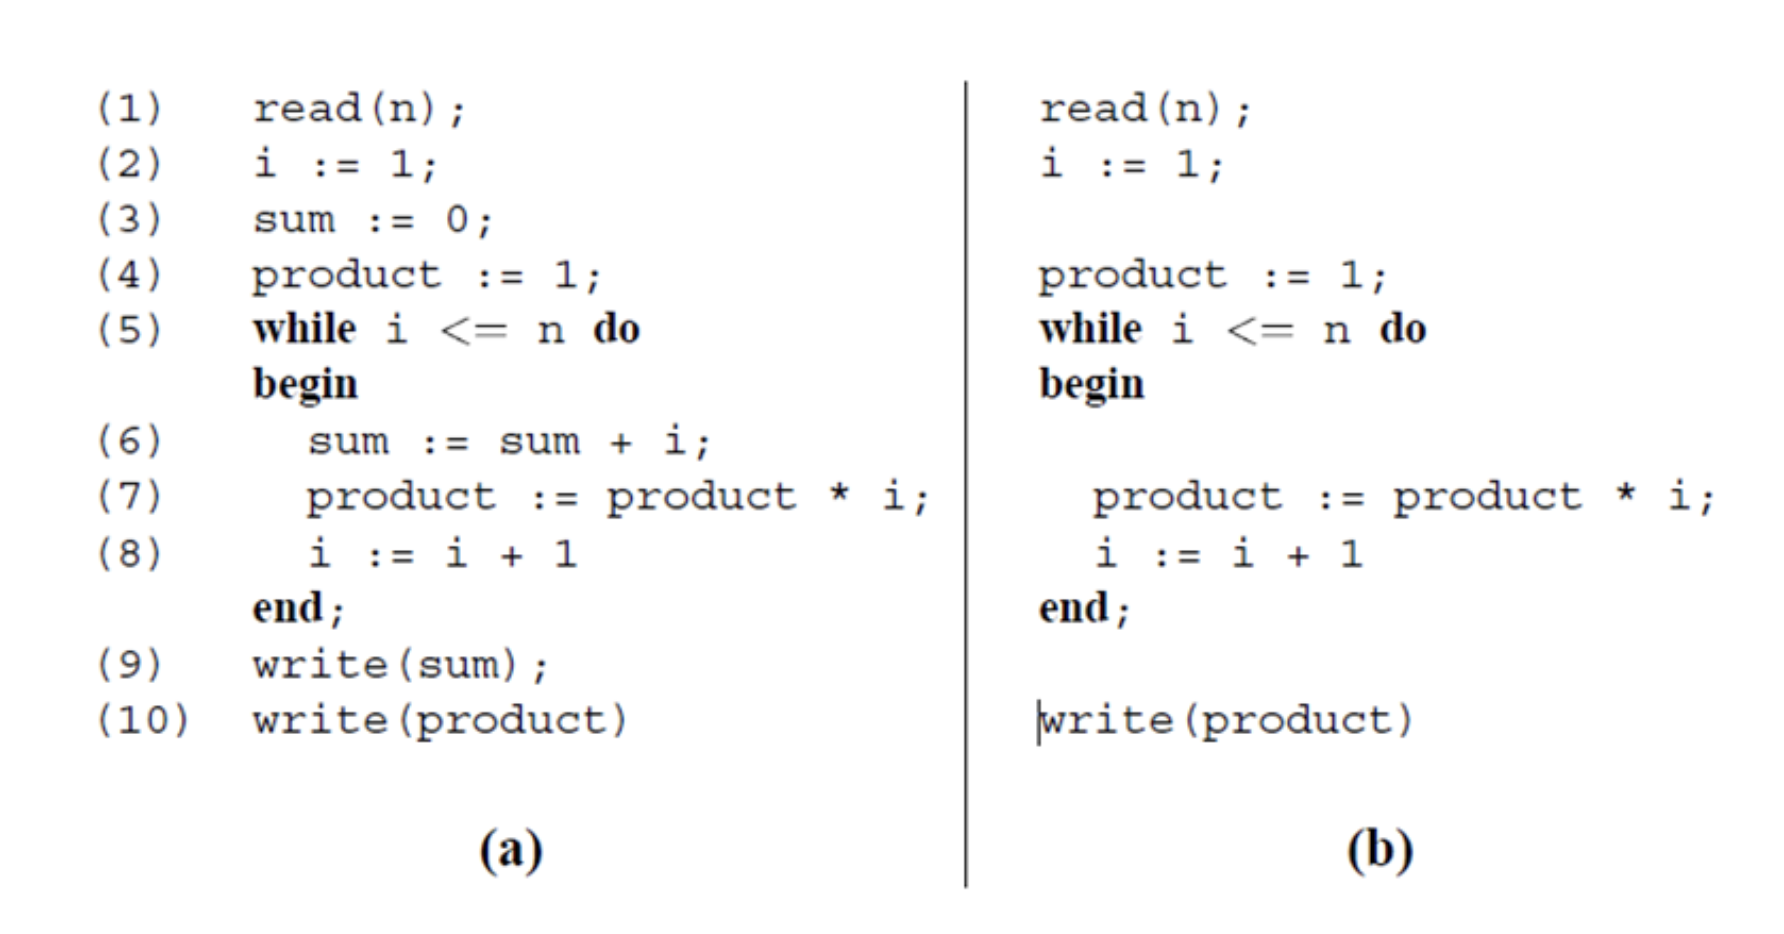 (1) read(n);
(2) i := 1;
(3) sum := 0;
(4) product := 1;
(5) while i <= n do
begin
(6) sum := sum + i;
(7) product := product * i;
(8) i := i + 1
end;
(9) write(sum);
(10) write(product)
(a)
read(n);
i := 1;
product := 1;
while i <= n do
begin
product := product * i;
i := i + 1
end;
write(product)
(b)